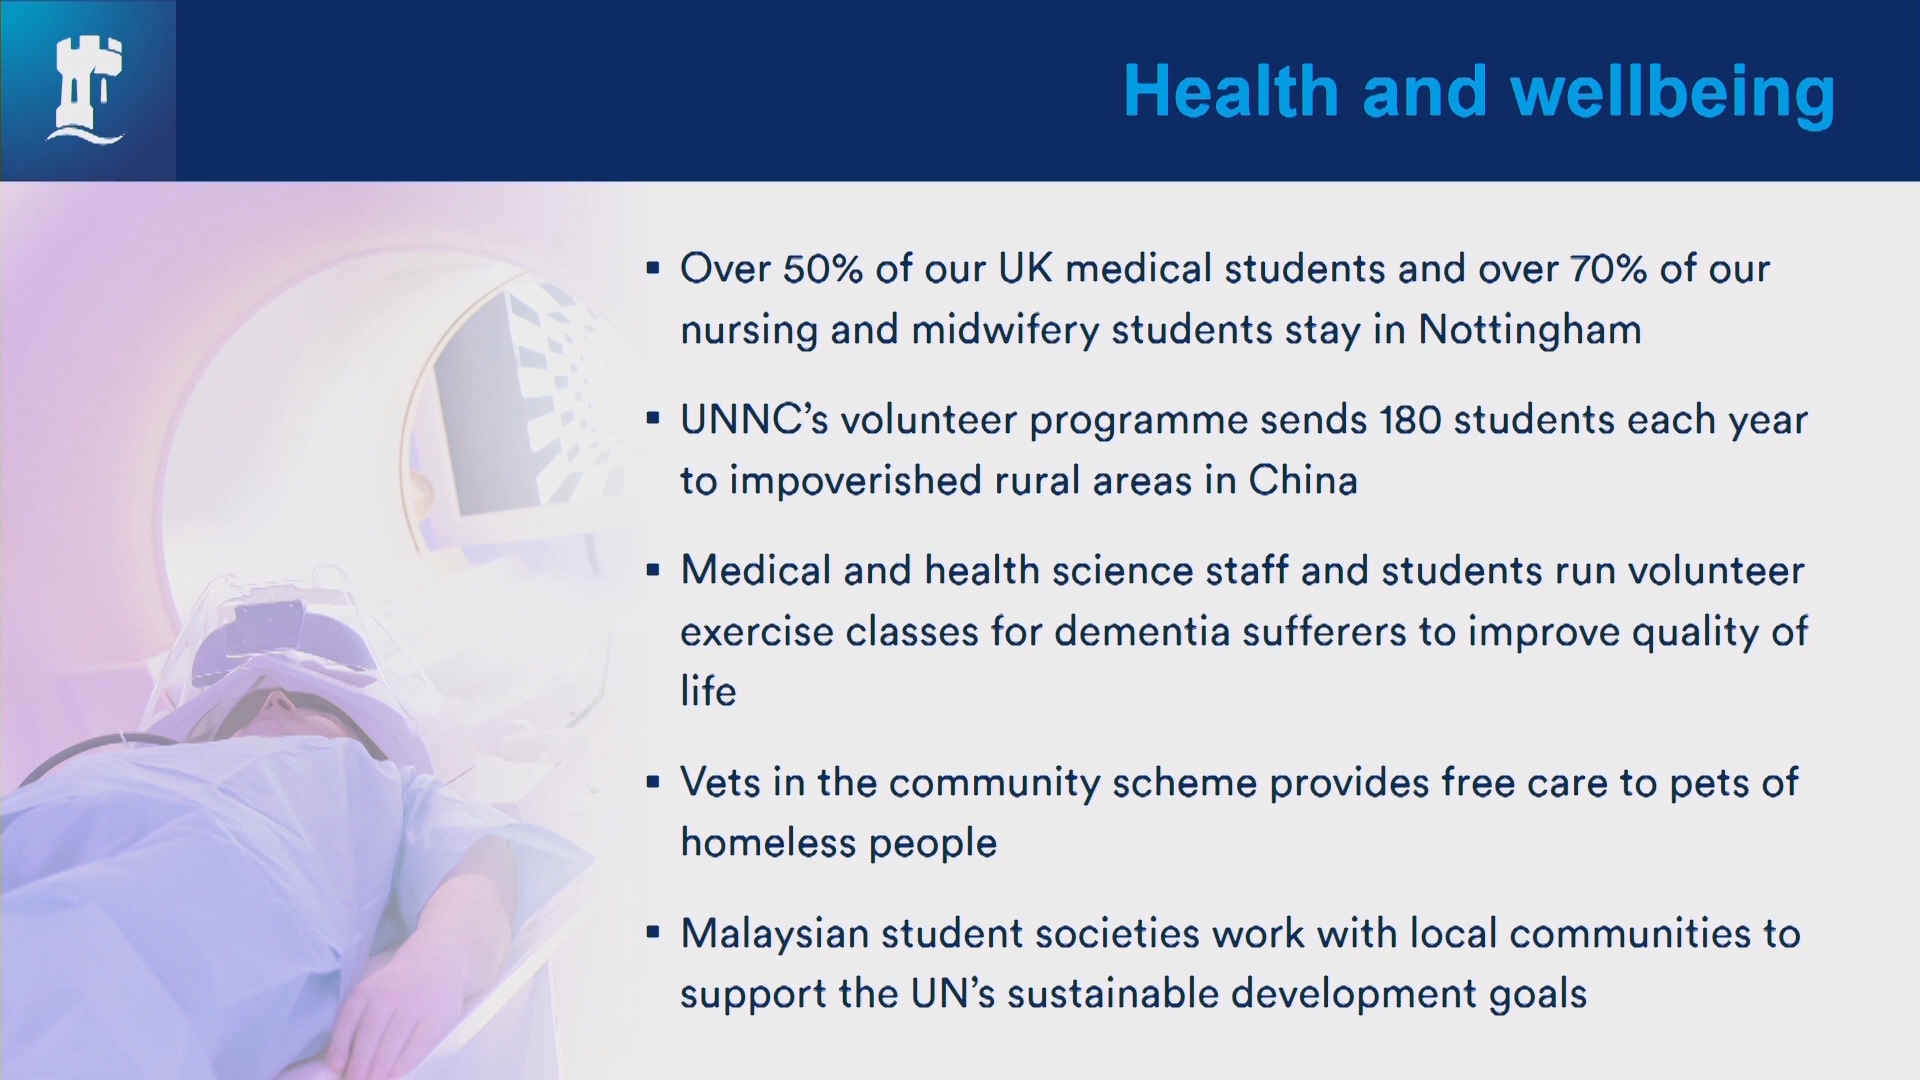 Health and wellbeing
▪ Over 50% of our UK medical students and over 70% of our
nursing and midwifery students stay in Nottingham
▪ UNNC’s volunteer programme sends 180 students each year
to impoverished rural areas in China
▪ Medical and health science staff and students run volunteer
exercise classes for dementia sufferers to improve quality of
life
▪ Vets in the community scheme provides free care to pets of
homeless people
▪ Malaysian student societies work with local communities to
support the UN’s sustainable development goals